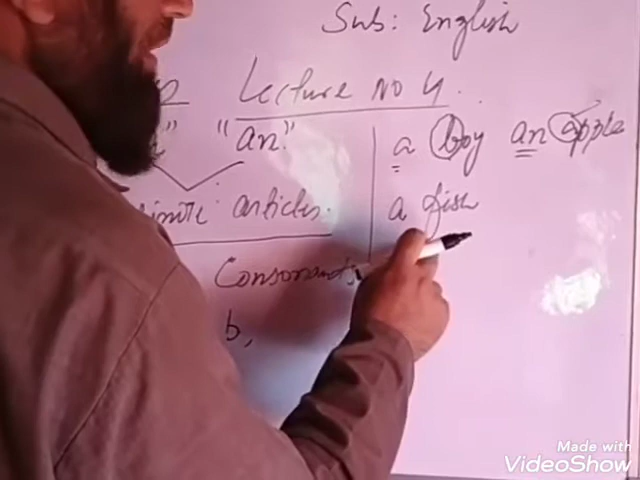 Sub: English
Lecture No 4
"an"
a boy an apple
articles.
a fish
Consonants
b,
Made with
VideoShow